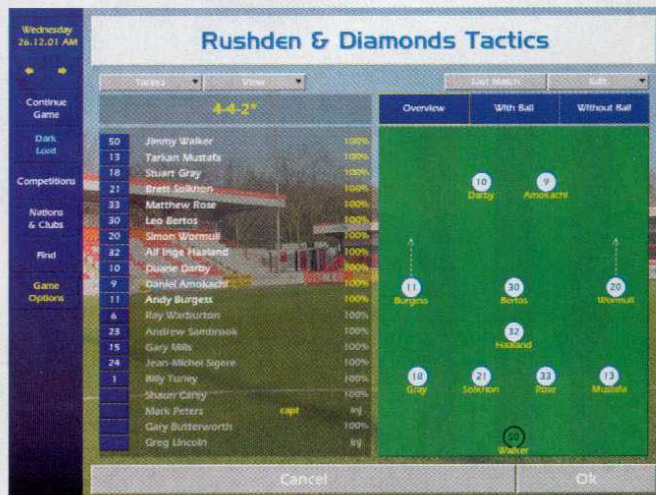 Wednesday
26.12.01 AM
Rushden & Diamonds Tactics
Tactics View Last Match Edit
4-4-2*
Overview With Ball Without Ball
Continue
Game
Dark
Lord
Competitions
Nations
& Clubs
Find
Game
Options
50 Jimmy Walker 100%
13 Tarkan Mustafa 100%
18 Stuart Gray 100%
21 Brett Solkhon 100%
33 Matthew Rose 100%
30 Leo Bertos 100%
20 Simon Wormull 100%
32 Alf Inge Haaland 100%
10 Duane Darby 100%
9 Daniel Amokachi 100%
11 Andy Burgess 100%
6 Ray Warburton 100%
23 Andrew Sambrook 100%
15 Gary Mills 100%
24 Jean-Michel Sigere 100%
1 Billy Turley 100%
Shaun Carey 100%
Mark Peters capt Inj
Gary Butterworth 100%
Greg Lincoln Inj
10 9
Darby Amokachi
11 30 20
Burgess Bertos Wormull
32
Haaland
18 21 33 13
Gray Solkhon Rose Mustafa
50
Walker
Cancel Ok